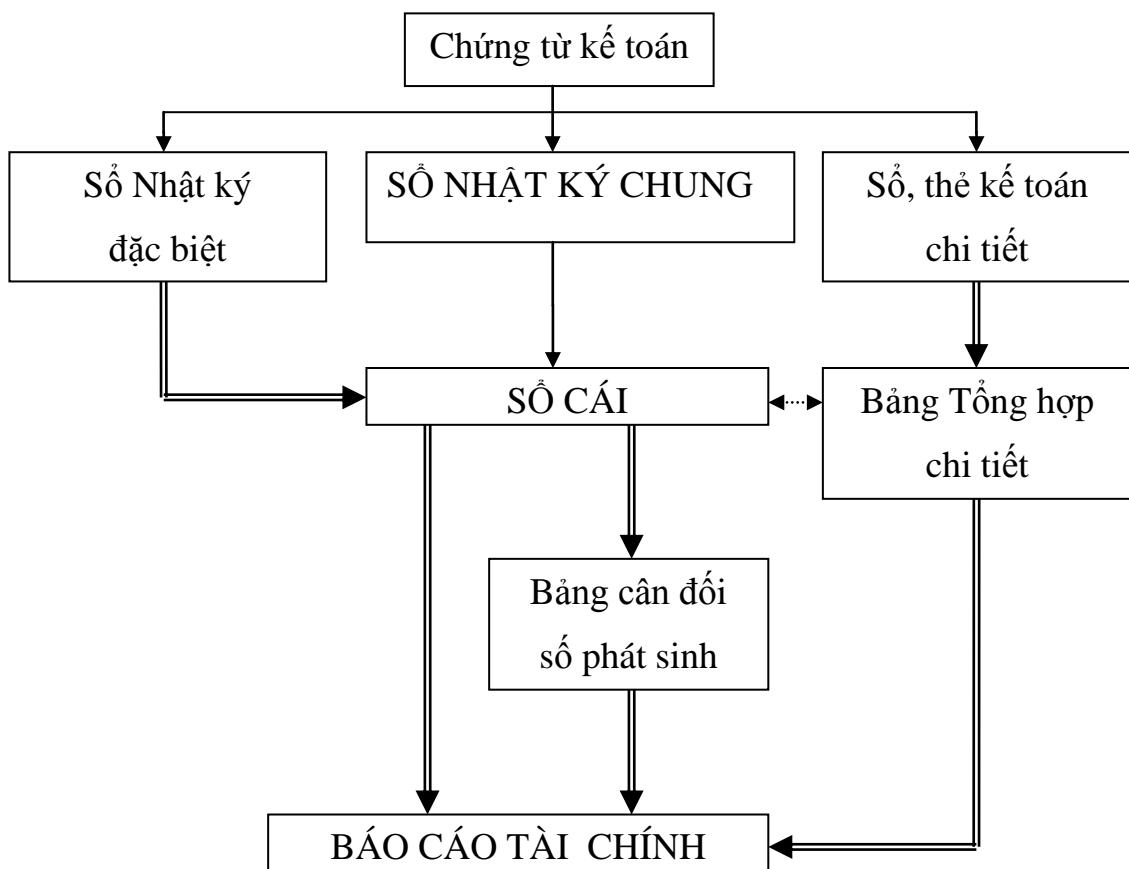 Chứng từ kế toán
Sổ Nhật ký
đặc biệt
SỔ NHẬT KÝ CHUNG
Sổ, thẻ kế toán
chi tiết
SỔ CÁI
Bảng Tổng hợp
chi tiết
Bảng cân đối
số phát sinh
BÁO CÁO TÀI CHÍNH